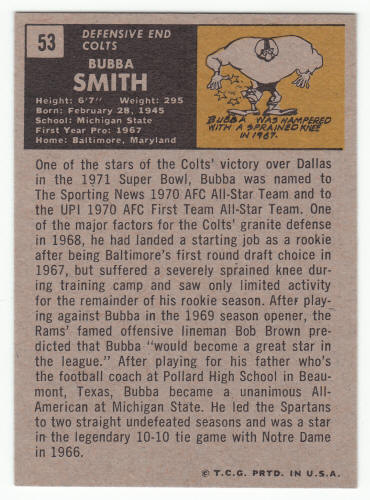 53
DEFENSIVE END
COLTS
BUBBA
SMITH
Height: 6'7" Weight: 295
Born: February 28, 1945
School: Michigan State
First Year Pro: 1967
Home: Baltimore, Maryland
BUBBA WAS HAMPERED
WITH A SPRAINED KNEE
IN 1967.
One of the stars of the Colts' victory over Dallas
in the 1971 Super Bowl, Bubba was named to
The Sporting News 1970 AFC All-Star Team and to
the UPI 1970 AFC First Team All-Star Team. One
of the major factors for the Colts' granite defense
in 1968, he had landed a starting job as a rookie
after being Baltimore's first round draft choice in
1967, but suffered a severely sprained knee dur-
ing training camp and saw only limited activity
for the remainder of his rookie season. After play-
ing against Bubba in the 1969 season opener, the
Rams' famed offensive lineman Bob Brown pre-
dicted that Bubba "would become a great star in
the league." After playing for his father who's
the football coach at Pollard High School in Beau-
mont, Texas, Bubba became a unanimous All-
American at Michigan State. He led the Spartans
to two straight undefeated seasons and was a star
in the legendary 10-10 tie game with Notre Dame
in 1966.
© T.C.G. PRTD. IN U.S.A.